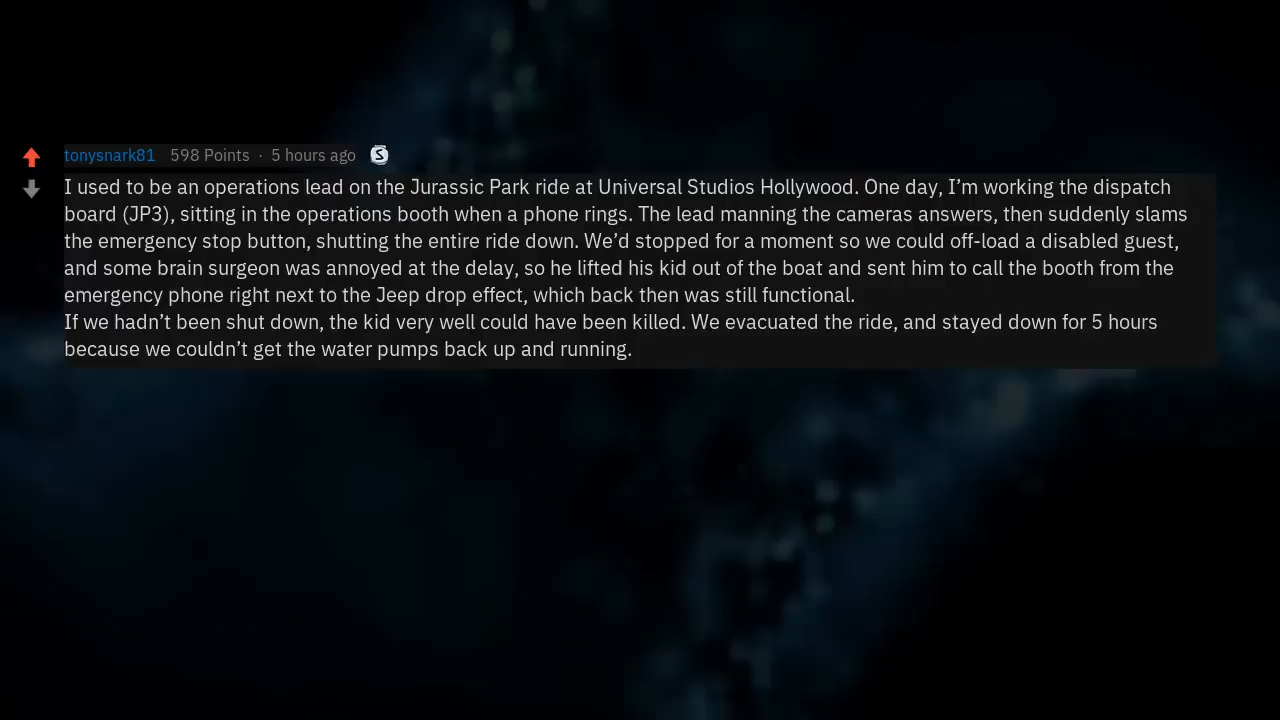 tonysnark81 598 Points · 5 hours ago S
I used to be an operations lead on the Jurassic Park ride at Universal Studios Hollywood. One day, I’m working the dispatch
board (JP3), sitting in the operations booth when a phone rings. The lead manning the cameras answers, then suddenly slams
the emergency stop button, shutting the entire ride down. We’d stopped for a moment so we could off-load a disabled guest,
and some brain surgeon was annoyed at the delay, so he lifted his kid out of the boat and sent him to call the booth from the
emergency phone right next to the Jeep drop effect, which back then was still functional.
If we hadn’t been shut down, the kid very well could have been killed. We evacuated the ride, and stayed down for 5 hours
because we couldn’t get the water pumps back up and running.